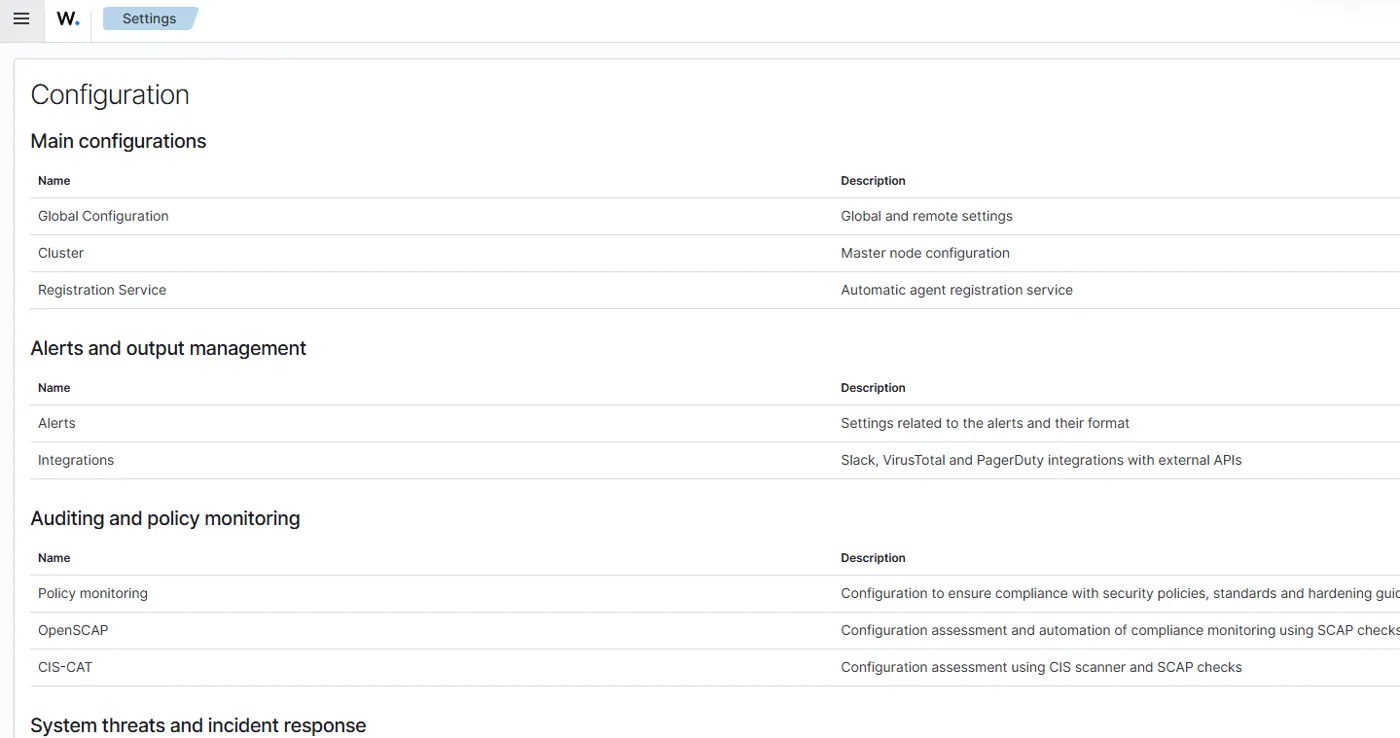 W. Settings
Configuration
Main configurations
Name Description
Global Configuration Global and remote settings
Cluster Master node configuration
Registration Service Automatic agent registration service
Alerts and output management
Name Description
Alerts Settings related to the alerts and their format
Integrations Slack, VirusTotal and PagerDuty integrations with external APIs
Auditing and policy monitoring
Name Description
Policy monitoring Configuration to ensure compliance with security policies, standards and hardening
OpenSCAP Configuration assessment and automation of compliance monitoring using SCAP checks
CIS-CAT Configuration assessment using CIS scanner and SCAP checks
System threats and incident response